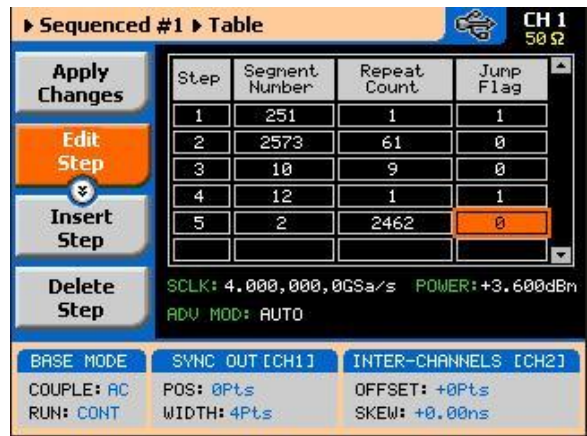 ▸ Sequenced #1 ▸ Table
CH 1
50 Ω
Apply Changes
Edit Step
Insert Step
Delete Step
Step Segment Number Repeat Count Jump Flag
1 251 1 1
2 2573 61 0
3 10 9 0
4 12 1 1
5 2 2462 0
SCLK: 4.000,000,0GSa/s POWER:+3.600dBm
ADV MOD: AUTO
BASE MODE
COUPLE: AC
RUN: CONT
SYNC OUT [CH1]
POS: 0Pts
WIDTH: 4Pts
INTER-CHANNELS [CH2]
OFFSET: +0Pts
SKEW: +0.00ns